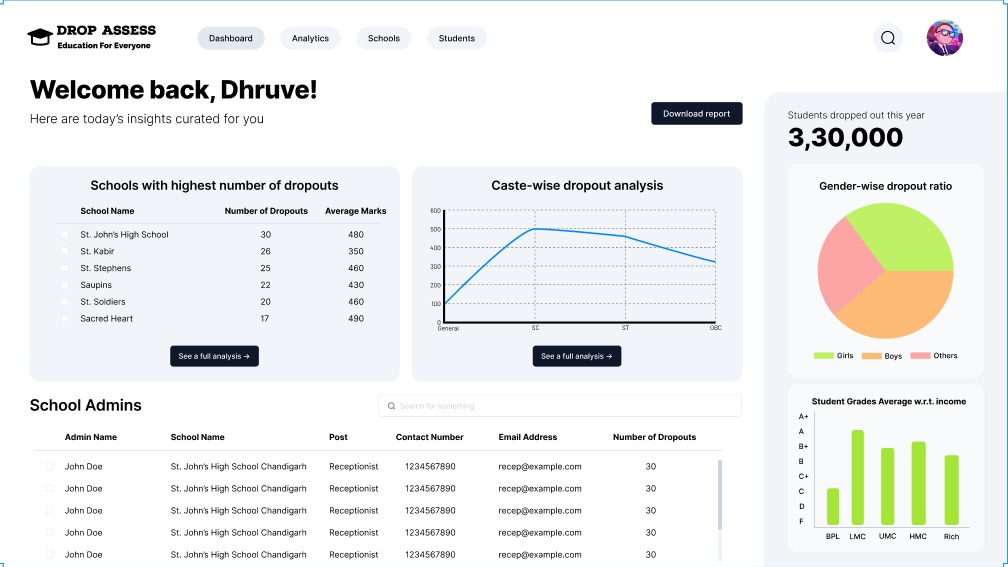 DROP ASSESS
Education For Everyone
Dashboard
Analytics
Schools
Students
Welcome back, Dhruve!
Here are today's insights curated for you
Download report
Students dropped out this year
3,30,000
Schools with highest number of dropouts
School Name Number of Dropouts Average Marks
St. John's High School 30 480
St. Kabir 26 350
St. Stephens 25 460
Saupins 22 430
St. Soldiers 20 460
Sacred Heart 17 490
See a full analysis →
Caste-wise dropout analysis
600
500
400
300
200
100
0
General SC ST OBC
See a full analysis →
Gender-wise dropout ratio
Girls Boys Others
School Admins
Search for something
Admin Name School Name Post Contact Number Email Address Number of Dropouts
John Doe St. John's High School Chandigarh Receptionist 1234567890 recep@example.com 30
John Doe St. John's High School Chandigarh Receptionist 1234567890 recep@example.com 30
John Doe St. John's High School Chandigarh Receptionist 1234567890 recep@example.com 30
John Doe St. John's High School Chandigarh Receptionist 1234567890 recep@example.com 30
John Doe St. John's High School Chandigarh Receptionist 1234567890 recep@example.com 30
Student Grades Average w.r.t. income
A+
A
B+
B
C+
C
D
F
BPL LMC UMC HMC Rich